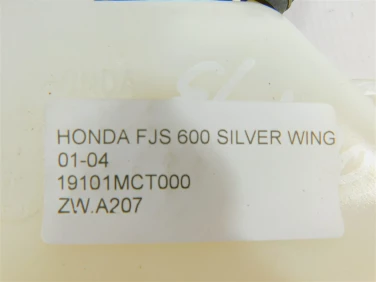 HONDA FJS 600 SILVER WING
01-04
19101MCT000
ZW.A207